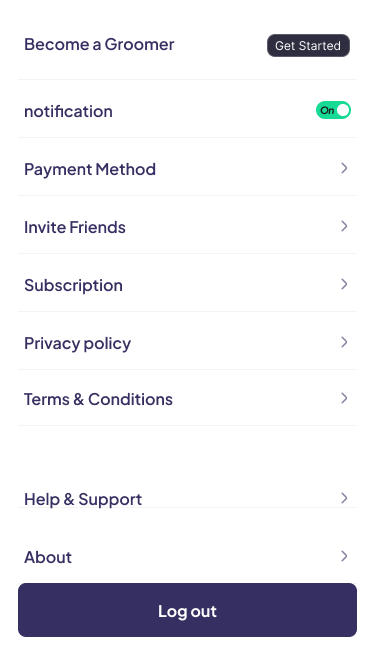 Become a Groomer
Get Started
notification
On
Payment Method
Invite Friends
Subscription
Privacy policy
Terms & Conditions
Help & Support
About
Log out